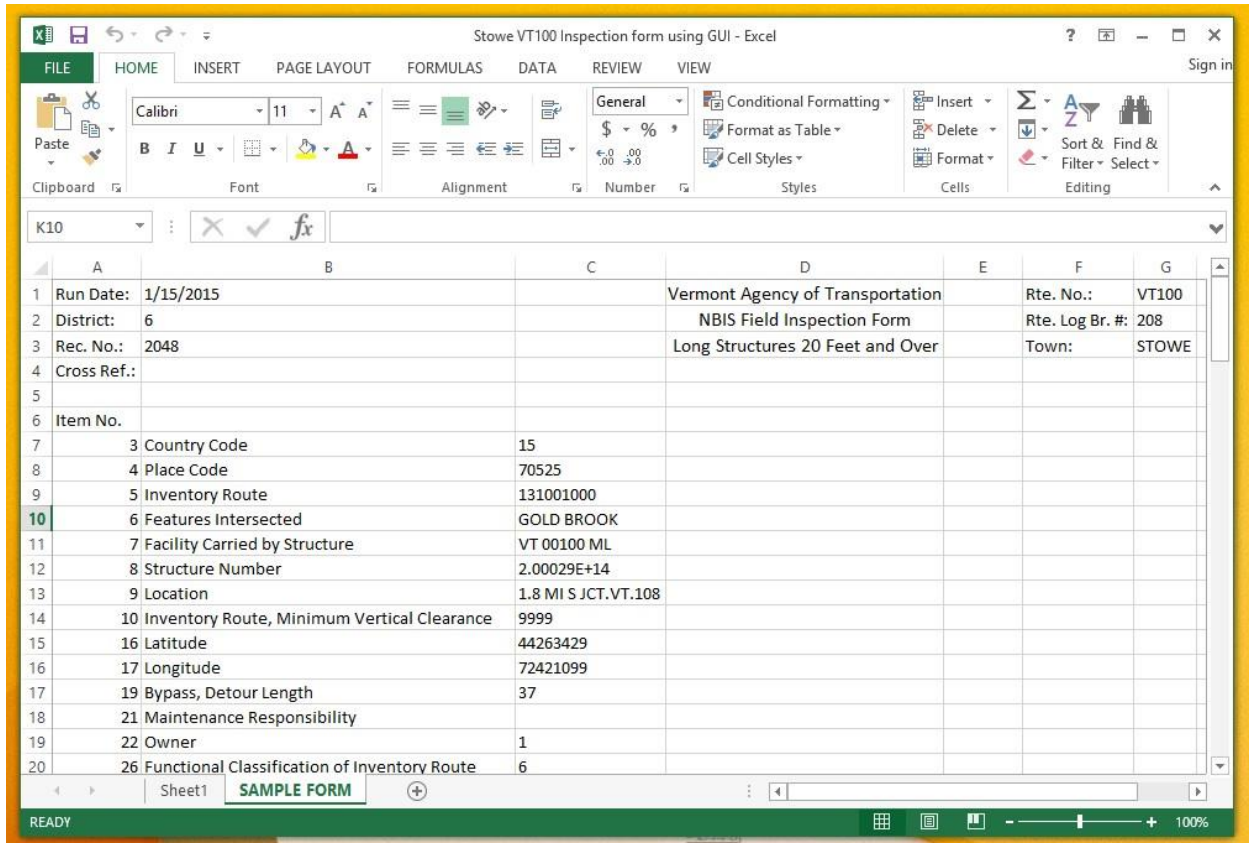 Stowe VT100 Inspection form using GUI - Excel
FILE HOME INSERT PAGE LAYOUT FORMULAS DATA REVIEW VIEW Sign in
Paste
Calibri 11
General
Conditional Formatting
Format as Table
Cell Styles
Insert
Delete
Format
Sort & Filter
Find & Select
Clipboard Font Alignment Number Styles Cells Editing
K10 fx
A B C D E F G
1 Run Date: 1/15/2015 Vermont Agency of Transportation Rte. No.: VT100
2 District: 6 NBIS Field Inspection Form Rte. Log Br. #: 208
3 Rec. No.: 2048 Long Structures 20 Feet and Over Town: STOWE
4 Cross Ref.:
5
6 Item No.
7 3 Country Code 15
8 4 Place Code 70525
9 5 Inventory Route 131001000
10 6 Features Intersected GOLD BROOK
11 7 Facility Carried by Structure VT 00100 ML
12 8 Structure Number 2.00029E+14
13 9 Location 1.8 MI S JCT.VT.108
14 10 Inventory Route, Minimum Vertical Clearance 9999
15 16 Latitude 44263429
16 17 Longitude 72421099
17 19 Bypass, Detour Length 37
18 21 Maintenance Responsibility
19 22 Owner 1
20 26 Functional Classification of Inventory Route 6
Sheet1 SAMPLE FORM
READY 100%